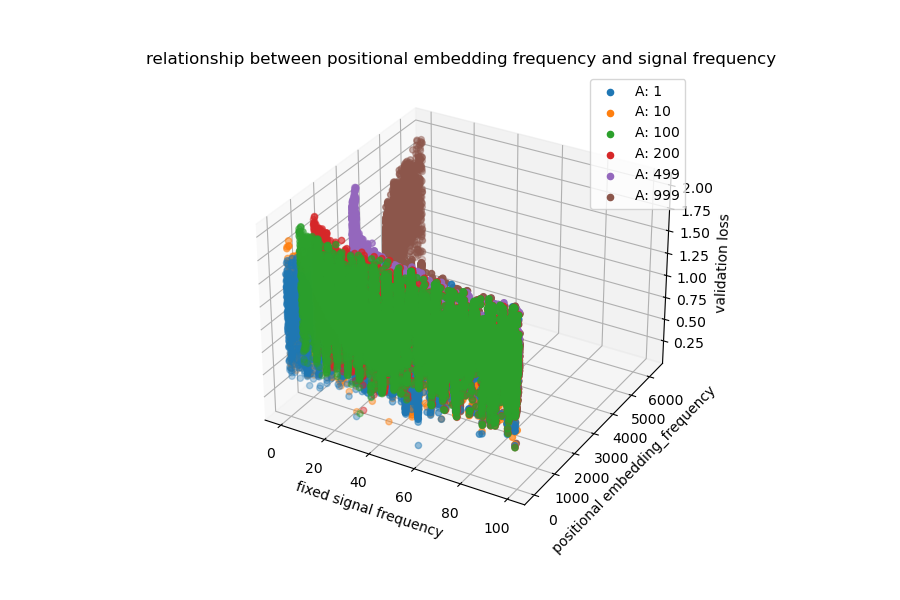 relationship between positional embedding frequency and signal frequency
A: 1
A: 10
A: 100
A: 200
A: 499
A: 999
2.00
1.75
1.50
1.25
1.00
0.75
0.50
0.25
validation loss
6000
5000
4000
3000
2000
1000
0
positional embedding_frequency
0
20
40
60
80
100
fixed signal frequency